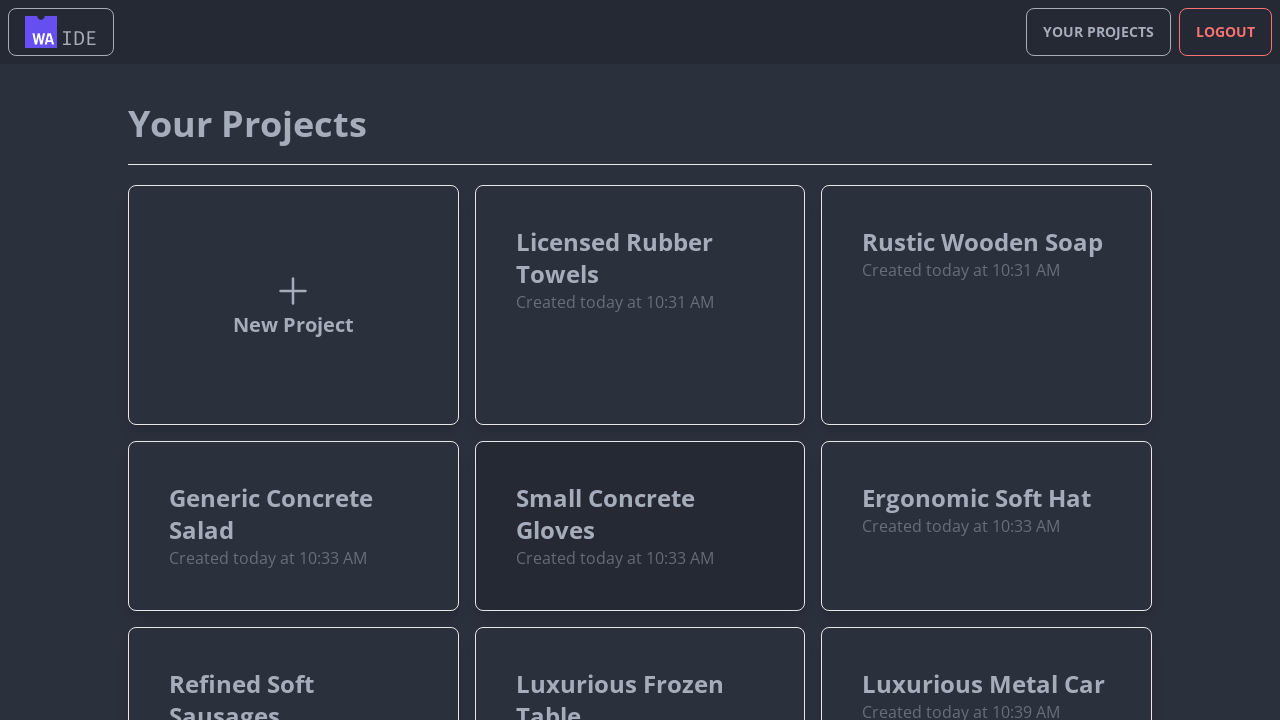 WA IDE
YOUR PROJECTS
LOGOUT
Your Projects
New Project
Licensed Rubber
Towels
Created today at 10:31 AM
Rustic Wooden Soap
Created today at 10:31 AM
Generic Concrete
Salad
Created today at 10:33 AM
Small Concrete
Gloves
Created today at 10:33 AM
Ergonomic Soft Hat
Created today at 10:33 AM
Refined Soft
Sausages
Luxurious Frozen
Table
Luxurious Metal Car
Created today at 10:39 AM